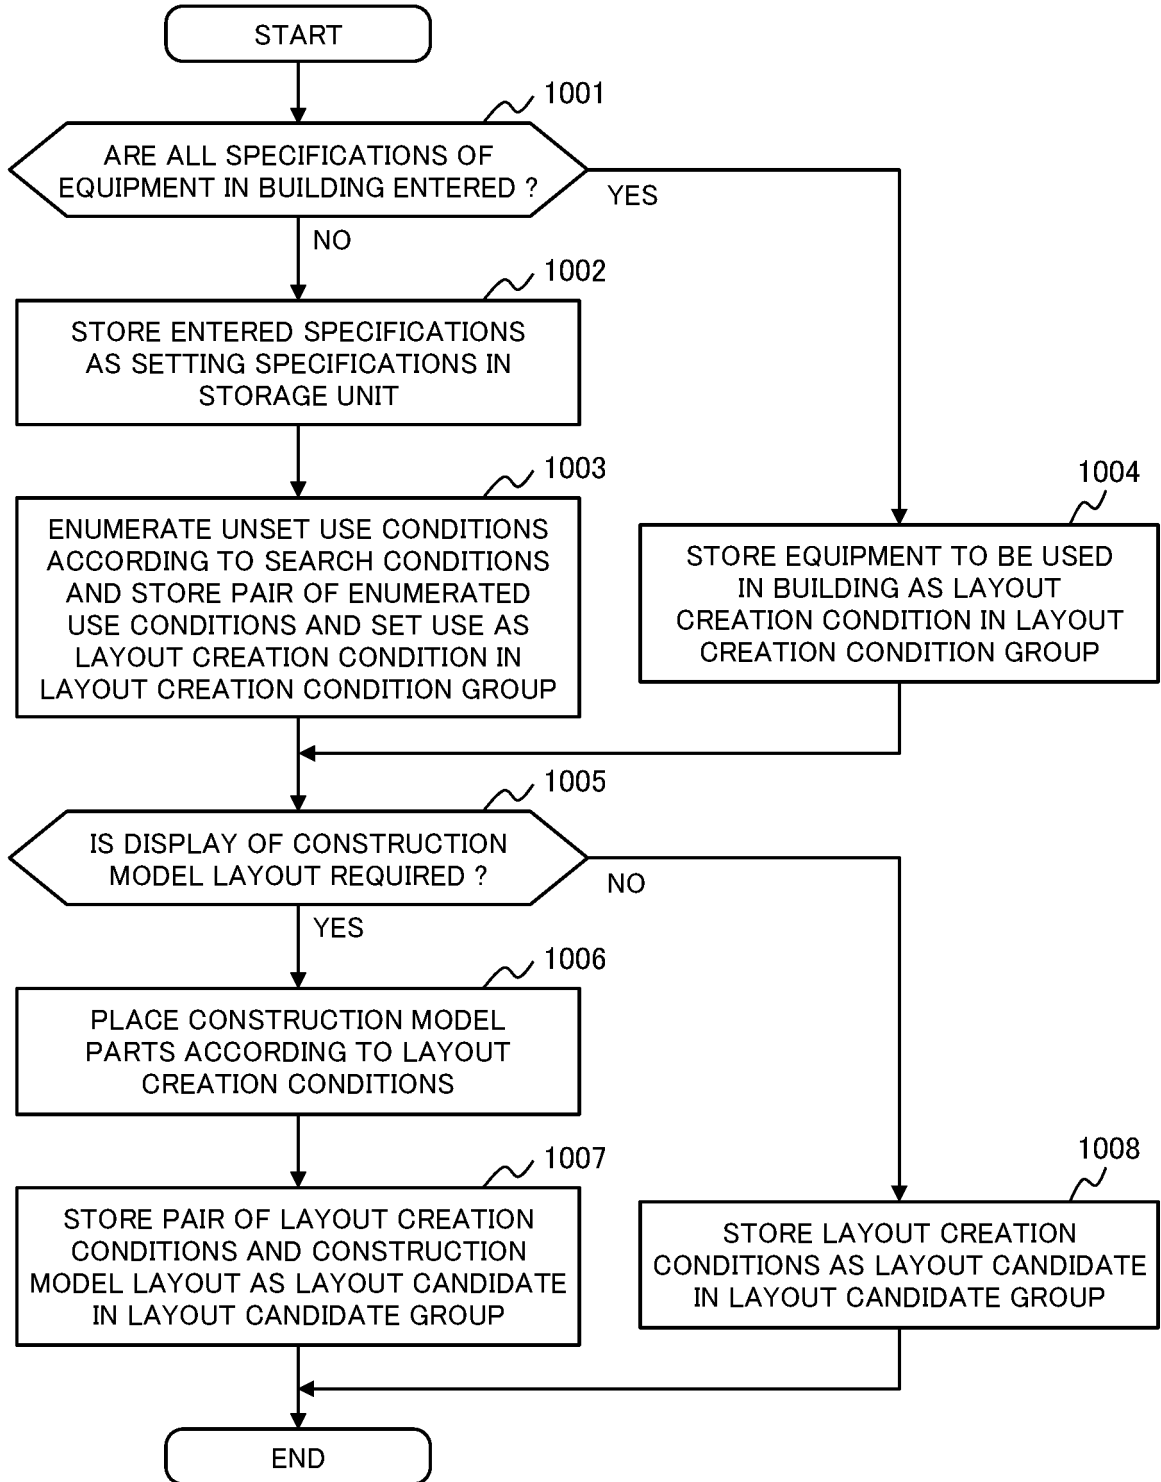 START
1001
ARE ALL SPECIFICATIONS OF
EQUIPMENT IN BUILDING ENTERED ?
YES
NO
1002
STORE ENTERED SPECIFICATIONS
AS SETTING SPECIFICATIONS IN
STORAGE UNIT
1003
ENUMERATE UNSET USE CONDITIONS
ACCORDING TO SEARCH CONDITIONS
AND STORE PAIR OF ENUMERATED
USE CONDITIONS AND SET USE AS
LAYOUT CREATION CONDITION IN
LAYOUT CREATION CONDITION GROUP
1004
STORE EQUIPMENT TO BE USED
IN BUILDING AS LAYOUT
CREATION CONDITION IN LAYOUT
CREATION CONDITION GROUP
1005
IS DISPLAY OF CONSTRUCTION
MODEL LAYOUT REQUIRED ?
NO
YES
1006
PLACE CONSTRUCTION MODEL
PARTS ACCORDING TO LAYOUT
CREATION CONDITIONS
1007
STORE PAIR OF LAYOUT CREATION
CONDITIONS AND CONSTRUCTION
MODEL LAYOUT AS LAYOUT CANDIDATE
IN LAYOUT CANDIDATE GROUP
1008
STORE LAYOUT CREATION
CONDITIONS AS LAYOUT CANDIDATE
IN LAYOUT CANDIDATE GROUP
END